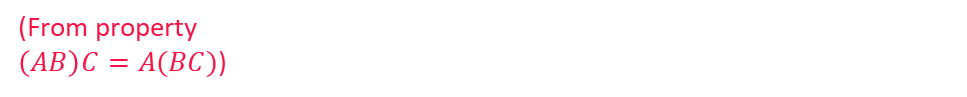 (From property
(AB)C = A(BC))